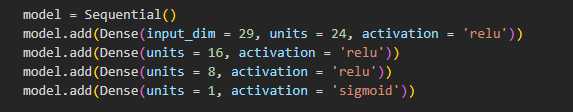 model = Sequential()
model.add(Dense(input_dim = 29, units = 24, activation = 'relu'))
model.add(Dense(units = 16, activation = 'relu'))
model.add(Dense(units = 8, activation = 'relu'))
model.add(Dense(units = 1, activation = 'sigmoid'))